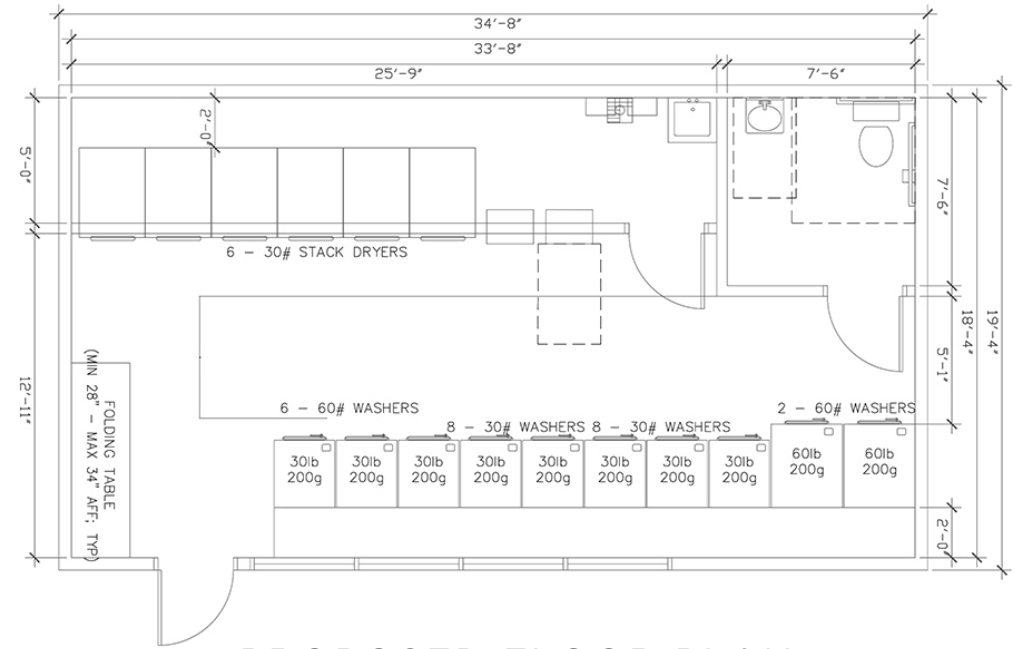 34'-8"
33'-8"
25'-9"
7'-6"
2'-0"
5'-0"
7'-6"
6 - 30# STACK DRYERS
18'-4"
19'-4"
5'-1"
12'-11"
FOLDING TABLE
(MIN 28" - MAX 34" AFF; TYP)
6 - 60# WASHERS
2 - 60# WASHERS
8 - 30# WASHERS
8 - 30# WASHERS
30lb
200g
30lb
200g
30lb
200g
30lb
200g
30lb
200g
30lb
200g
30lb
200g
30lb
200g
60lb
200g
60lb
200g
2'-0"
PROPOSED FLOOR PLAN